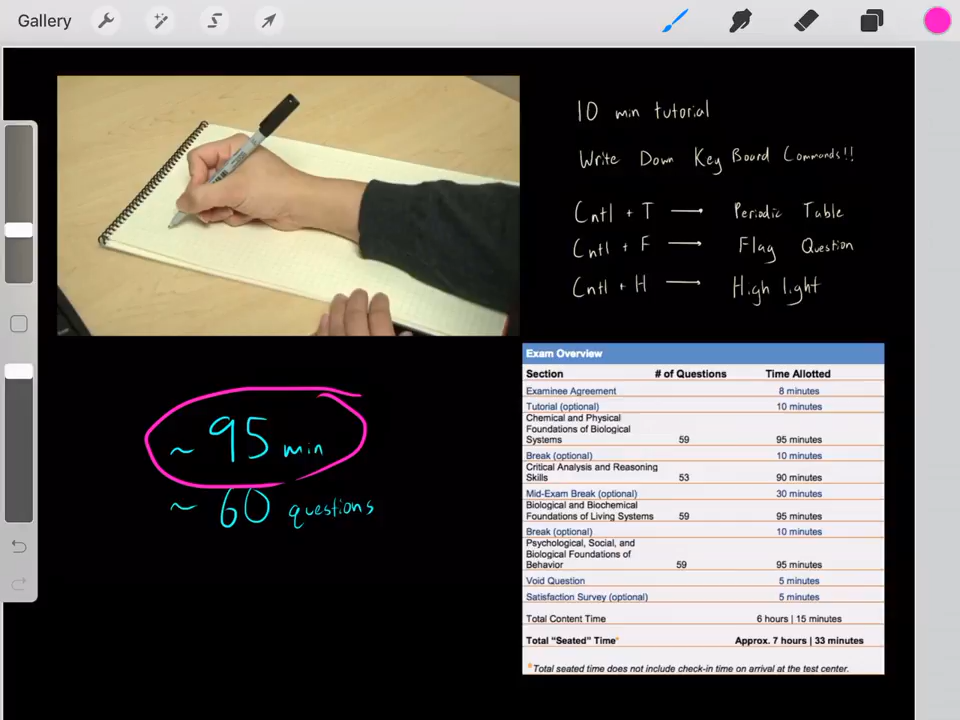 Gallery
10 min tutorial
Write Down Key Board Commands!!
Cntl + T → Periodic Table
Cntl + F → Flag Question
Cntl + H → High light
~ 95 min
~ 60 questions
Exam Overview
Section # of Questions Time Allotted
Examinee Agreement 8 minutes
Tutorial (optional) 10 minutes
Chemical and Physical
Foundations of Biological
Systems 59 95 minutes
Break (optional) 10 minutes
Critical Analysis and Reasoning
Skills 53 90 minutes
Mid-Exam Break (optional) 30 minutes
Biological and Biochemical
Foundations of Living Systems 59 95 minutes
Break (optional) 10 minutes
Psychological, Social, and
Biological Foundations of
Behavior 59 95 minutes
Void Question 5 minutes
Satisfaction Survey (optional) 5 minutes
Total Content Time 6 hours | 15 minutes
Total “Seated” Time* Approx. 7 hours | 33 minutes
*Total seated time does not include check-in time on arrival at the test center.